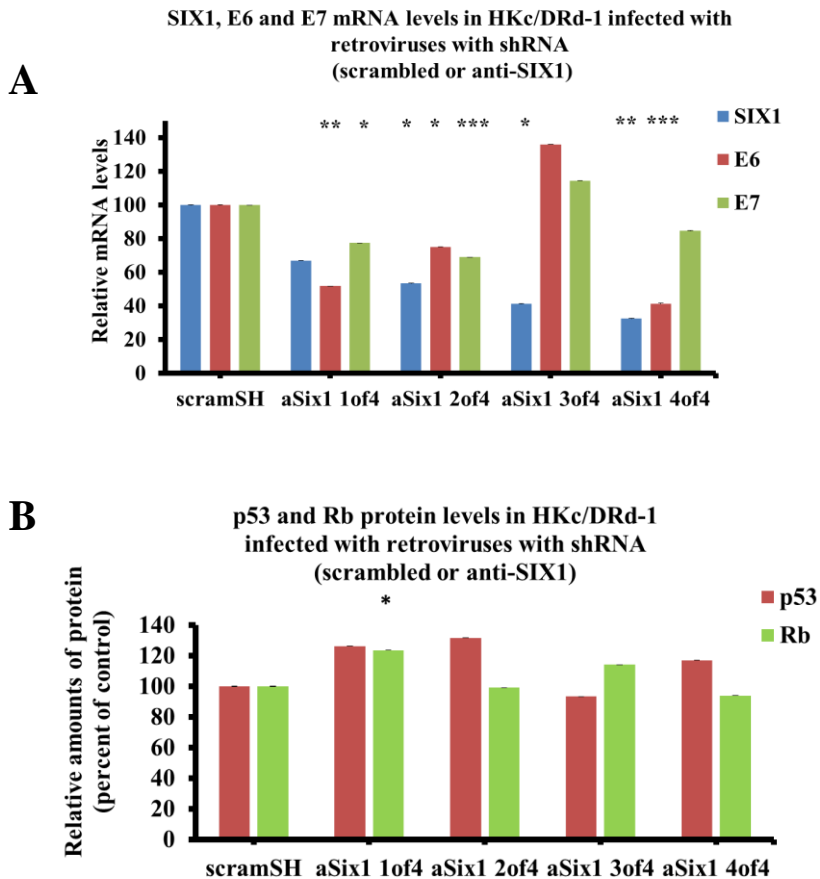 SIX1, E6 and E7 mRNA levels in HKc/DRd-1 infected with
retroviruses with shRNA
(scrambled or anti-SIX1)
A
** * * * *** * ** ***
SIX1
E6
E7
Relative mRNA levels
140
120
100
80
60
40
20
0
scramSH aSix1 1of4 aSix1 2of4 aSix1 3of4 aSix1 4of4
B
p53 and Rb protein levels in HKc/DRd-1
infected with retroviruses with shRNA
(scrambled or anti-SIX1)
*
p53
Rb
Relative amounts of protein
(percent of control)
140
120
100
80
60
40
20
0
scramSH aSix1 1of4 aSix1 2of4 aSix1 3of4 aSix1 4of4